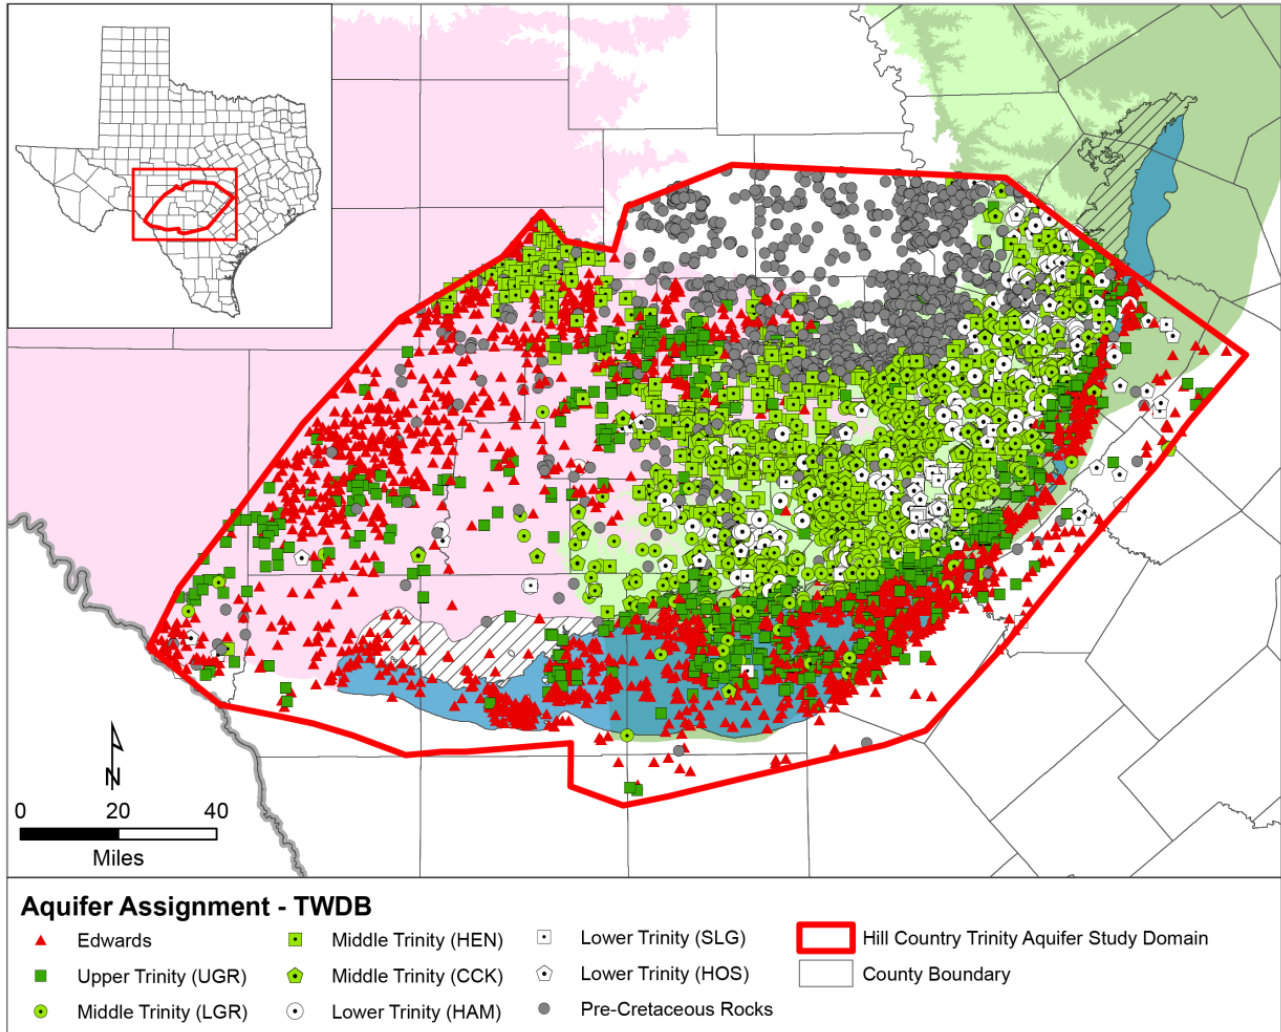 N
0 20 40
Miles
Aquifer Assignment - TWDB
Edwards
Upper Trinity (UGR)
Middle Trinity (LGR)
Middle Trinity (HEN)
Middle Trinity (CCK)
Lower Trinity (HAM)
Lower Trinity (SLG)
Lower Trinity (HOS)
Pre-Cretaceous Rocks
Hill Country Trinity Aquifer Study Domain
County Boundary